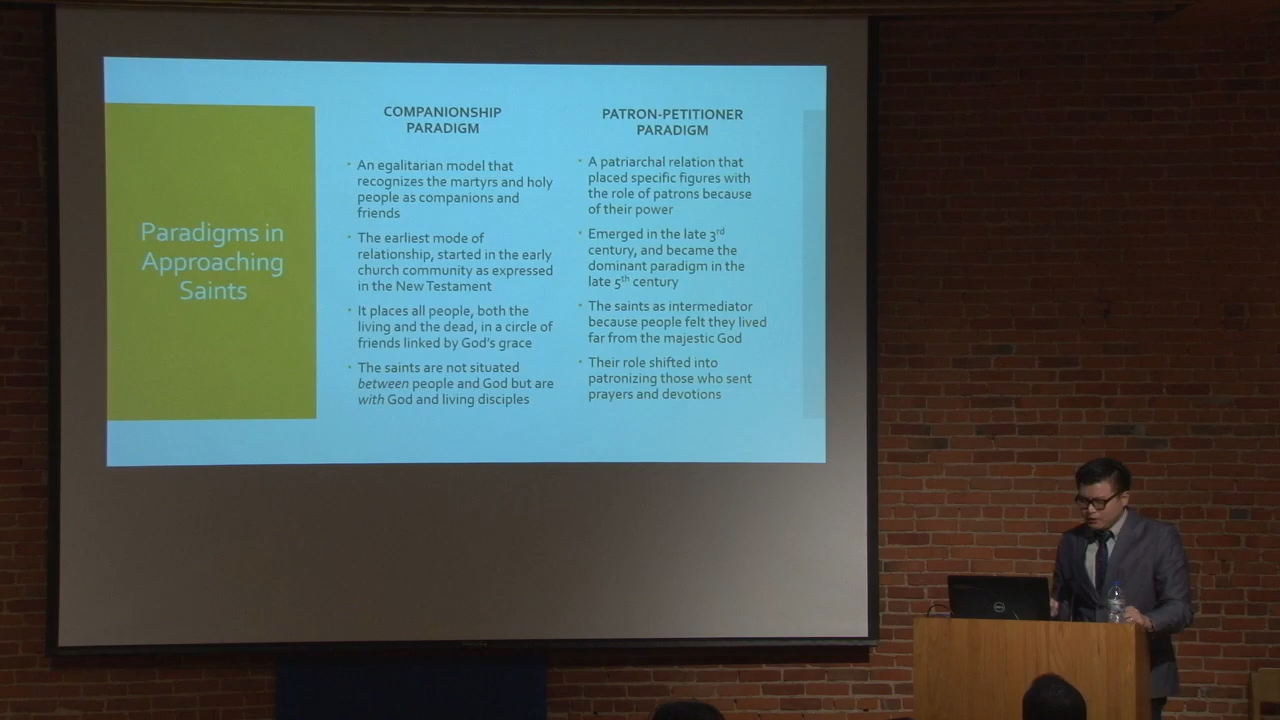 Paradigms in
Approaching
Saints
COMPANIONSHIP
PARADIGM
• An egalitarian model that
recognizes the martyrs and holy
people as companions and
friends
• The earliest mode of
relationship, started in the early
church community as expressed
in the New Testament
• It places all people, both the
living and the dead, in a circle of
friends linked by God's grace
• The saints are not situated
between people and God but are
with God and living disciples
PATRON-PETITIONER
PARADIGM
• A patriarchal relation that
placed specific figures with
the role of patrons because
of their power
• Emerged in the late 3rd
century, and became the
dominant paradigm in the
late 5th century
• The saints as intermediator
because people felt they lived
far from the majestic God
• Their role shifted into
patronizing those who sent
prayers and devotions
DELL